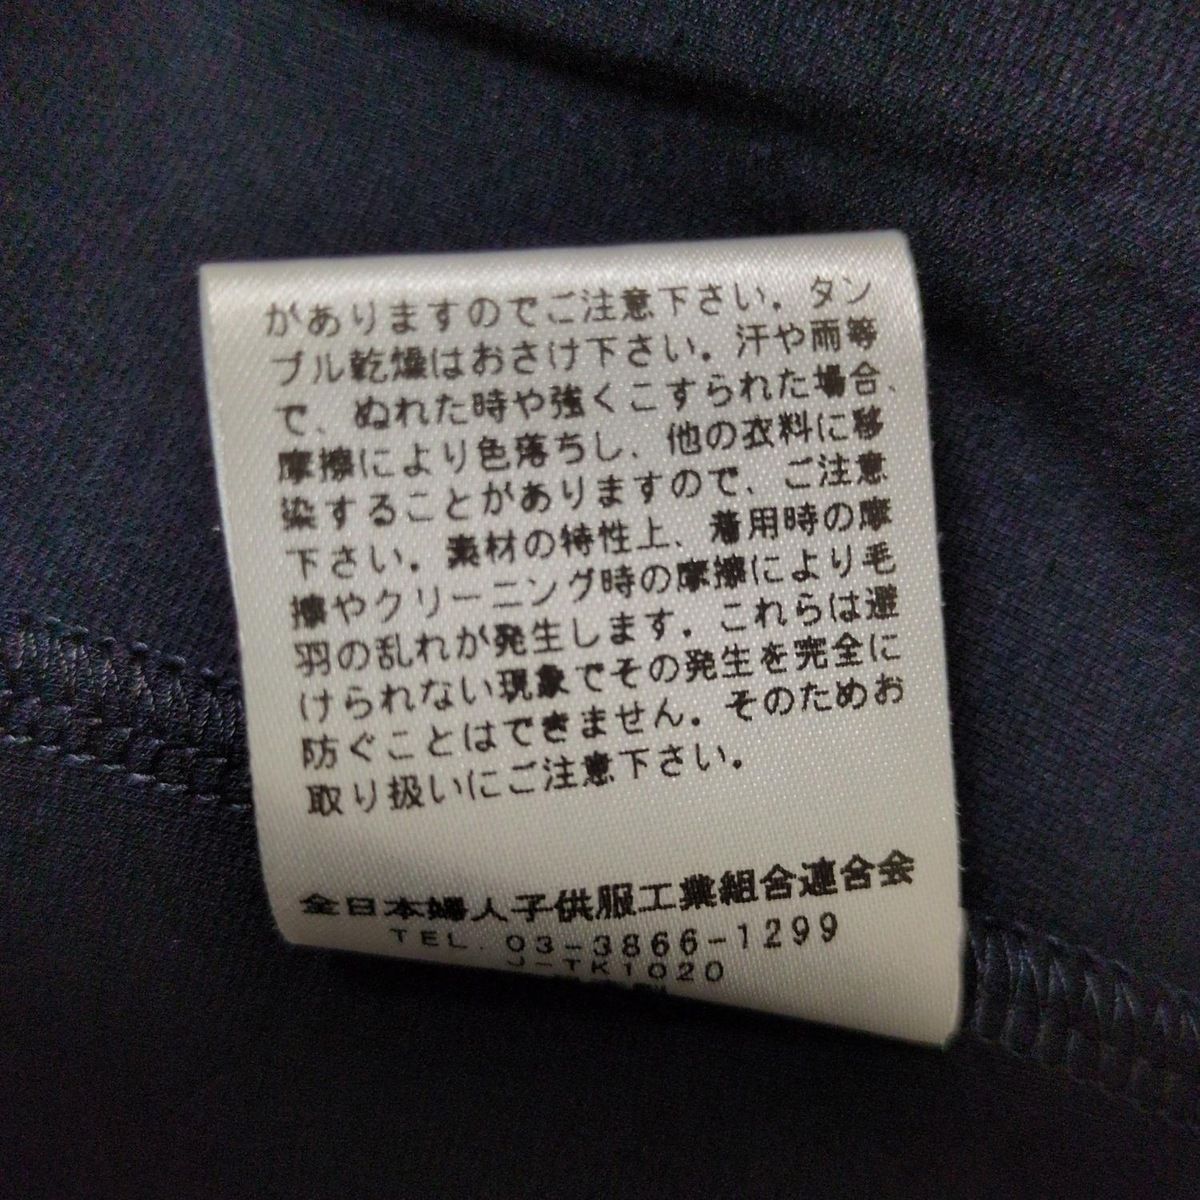 がありますのでご注意下さい。タン
ブル乾燥はおさけ下さい。汗や雨等
で、ぬれた時や強くこすられた場合、
摩擦により色落ちし、他の衣料に移
染することがありますので、ご注意
下さい。素材の特性上、着用時の摩
擦やクリーニング時の摩擦により毛
羽の乱れが発生します。これらは避
けられない現象でその発生を完全に
防ぐことはできません。そのためお
取り扱いにご注意下さい。
全日本婦人子供服工業組合連合会
TEL. 03-3866-1299
J-TK1020